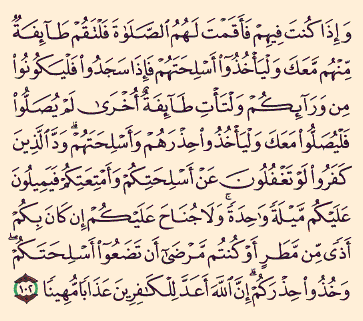 وَإِذَا كُنتَ فِيهِمْ فَأَقَمْتَ لَهُمُ ٱلصَّلَوٰةَ فَلْتَقُمْ طَآئِفَةٌ
مِّنْهُم مَّعَكَ وَلْيَأْخُذُوٓا۟ أَسْلِحَتَهُمْ فَإِذَا سَجَدُوا۟ فَلْيَكُونُوا۟
مِن وَرَآئِكُمْ وَلْتَأْتِ طَآئِفَةٌ أُخْرَىٰ لَمْ يُصَلُّوا۟
فَلْيُصَلُّوا۟ مَعَكَ وَلْيَأْخُذُوا۟ حِذْرَهُمْ وَأَسْلِحَتَهُمْ ۗ وَدَّ ٱلَّذِينَ
كَفَرُوا۟ لَوْ تَغْفُلُونَ عَنْ أَسْلِحَتِكُمْ وَأَمْتِعَتِكُمْ فَيَمِيلُونَ
عَلَيْكُم مَّيْلَةً وَٰحِدَةً ۚ وَلَا جُنَاحَ عَلَيْكُمْ إِن كَانَ بِكُمْ
أَذًى مِّن مَّطَرٍ أَوْ كُنتُم مَّرْضَىٰٓ أَن تَضَعُوٓا۟ أَسْلِحَتَكُمْ ۖ
وَخُذُوا۟ حِذْرَكُمْ ۗ إِنَّ ٱللَّهَ أَعَدَّ لِلْكَٰفِرِينَ عَذَابًا مُّهِينًا ١٠٢